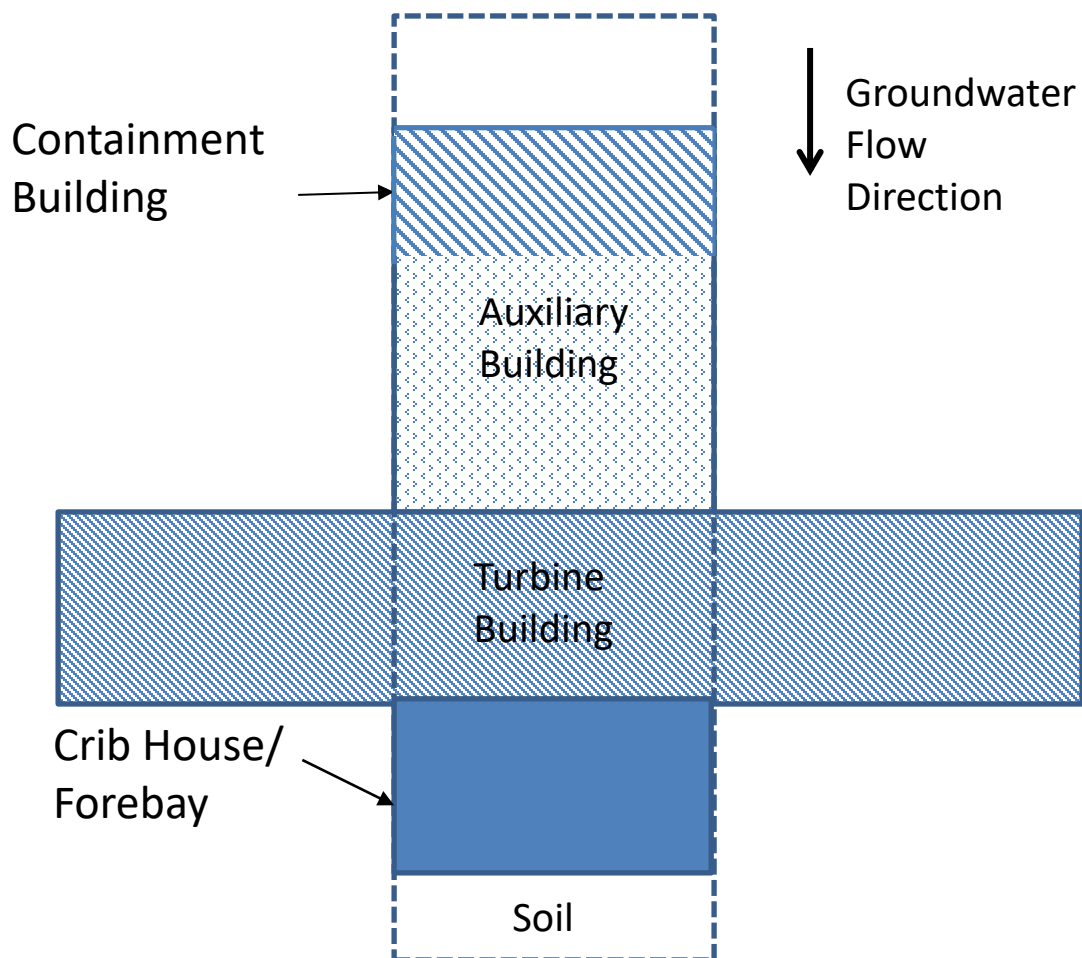 Containment
Building
Groundwater
Flow
Direction
Auxiliary
Building
Turbine
Building
Crib House/
Forebay
Soil